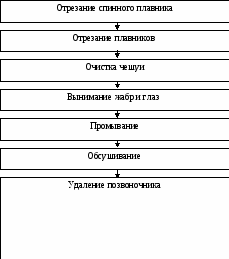 Отрезание спинного плавника
Отрезание плавников
Очистка чешуи
Вынимание жабр и глаз
Промывание
Обсушивание
Удаление позвоночника